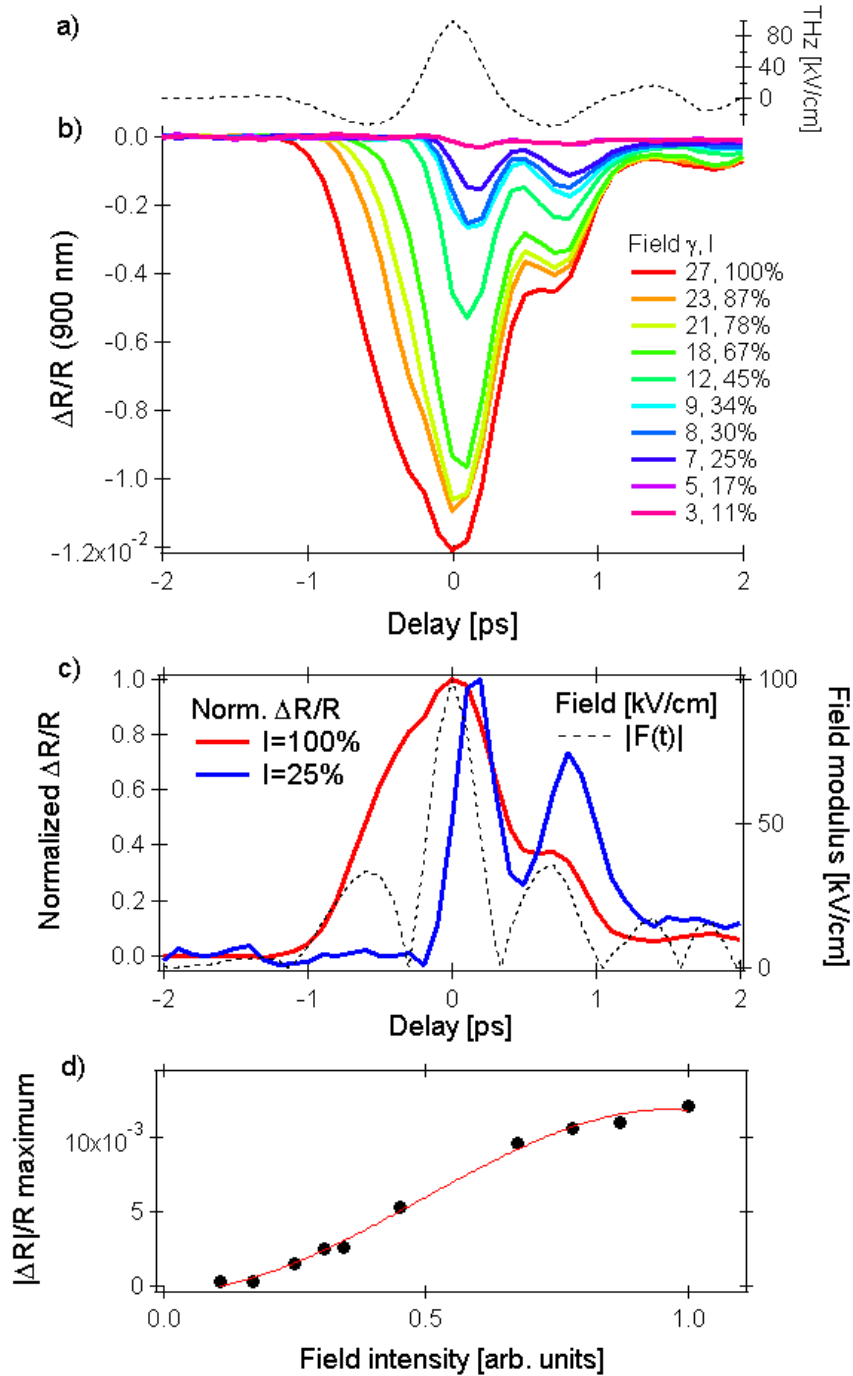 a)
80
40
0
THz [kV/cm]
b)
0.0
-0.2
-0.4
-0.6
-0.8
-1.0
-1.2x10⁻²
ΔR/R (900 nm)
Field γ, I
27, 100%
23, 87%
21, 78%
18, 67%
12, 45%
9, 34%
8, 30%
7, 25%
5, 17%
3, 11%
-2 -1 0 1 2
Delay [ps]
c)
Normalized ΔR/R
1.0
0.8
0.6
0.4
0.2
0.0
Norm. ΔR/R
I=100%
I=25%
Field [kV/cm]
|F(t)|
100
50
0
Field modulus [kV/cm]
-2 -1 0 1 2
Delay [ps]
d)
|ΔR|/R maximum
10x10⁻³
5
0
0.0 0.5 1.0
Field intensity [arb. units]